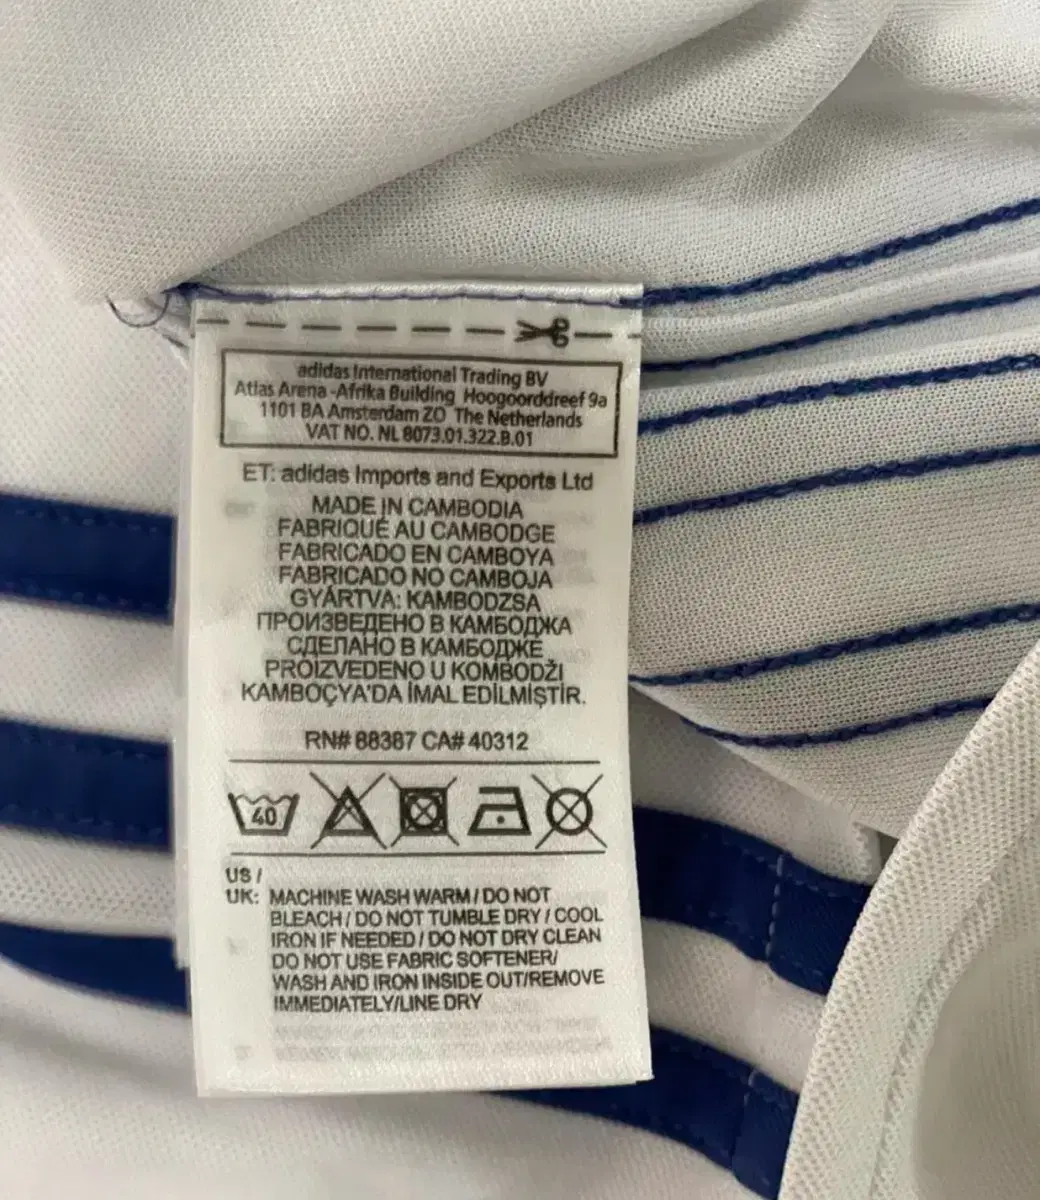 adidas International Trading BV
Atlas Arena -Afrika Building Hoogoorddreef 9a
1101 BA Amsterdam ZO The Netherlands
VAT NO. NL 8073.01.322.B.01
ET: adidas Imports and Exports Ltd
MADE IN CAMBODIA
FABRIQUÉ AU CAMBODGE
FABRICADO EN CAMBOYA
FABRICADO NO CAMBOJA
GYÁRTVA: KAMBODZSA
ПРОИЗВЕДЕНО В КАМБОДЖА
СДЕЛАНО В КАМБОДЖЕ
PROIZVEDENO U KOMBODŽI
KAMBOÇYA'DA İMAL EDİLMİŞTİR.
RN# 88387 CA# 40312
40
US /
UK: MACHINE WASH WARM / DO NOT
BLEACH / DO NOT TUMBLE DRY / COOL
IRON IF NEEDED / DO NOT DRY CLEAN
DO NOT USE FABRIC SOFTENER/
WASH AND IRON INSIDE OUT/REMOVE
IMMEDIATELY/LINE DRY